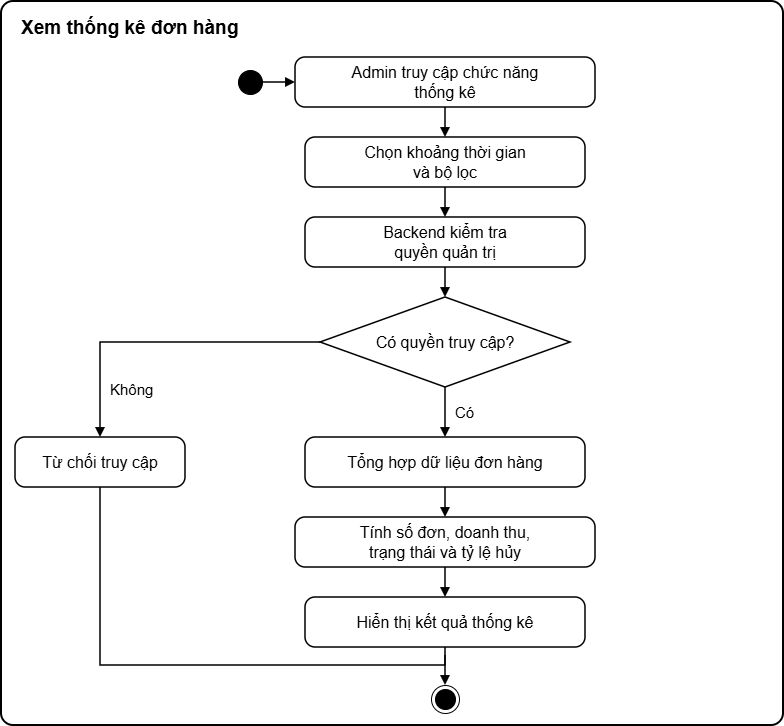 Xem thống kê đơn hàng
Admin truy cập chức năng
thống kê
Chọn khoảng thời gian
và bộ lọc
Backend kiểm tra
quyền quản trị
Có quyền truy cập?
Không
Có
Từ chối truy cập
Tổng hợp dữ liệu đơn hàng
Tính số đơn, doanh thu,
trạng thái và tỷ lệ hủy
Hiển thị kết quả thống kê